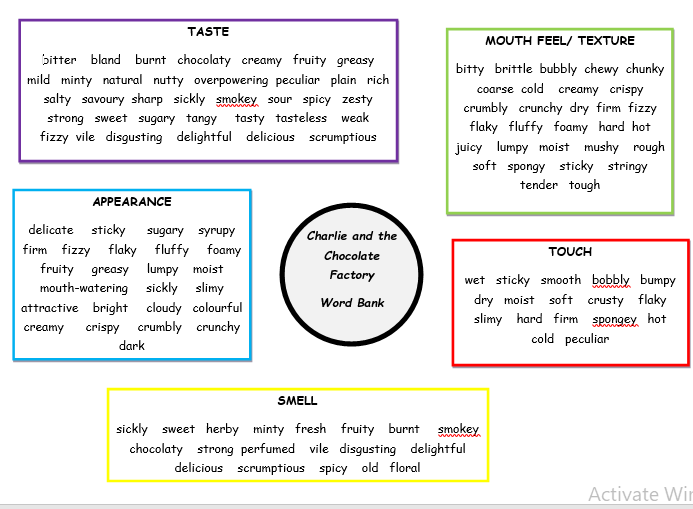 TASTE
bitter bland burnt chocolaty creamy fruity greasy
mild minty natural nutty overpowering peculiar plain rich
salty savoury sharp sickly smokey sour spicy zesty
strong sweet sugary tangy tasty tasteless weak
fizzy vile disgusting delightful delicious scrumptious
MOUTH FEEL/ TEXTURE
bitty brittle bubbly chewy chunky
coarse cold creamy crispy
crumbly crunchy dry firm fizzy
flaky fluffy foamy hard hot
juicy lumpy moist mushy rough
soft spongy sticky stringy
tender tough
APPEARANCE
delicate sticky sugary syrupy
firm fizzy flaky fluffy foamy
fruity greasy lumpy moist
mouth-watering sickly slimy
attractive bright cloudy colourful
creamy crispy crumbly crunchy
dark
Charlie and the
Chocolate
Factory
Word Bank
TOUCH
wet sticky smooth bobbly bumpy
dry moist soft crusty flaky
slimy hard firm spongey hot
cold peculiar
SMELL
sickly sweet herby minty fresh fruity burnt smokey
chocolaty strong perfumed vile disgusting delightful
delicious scrumptious spicy old floral
Activate Win